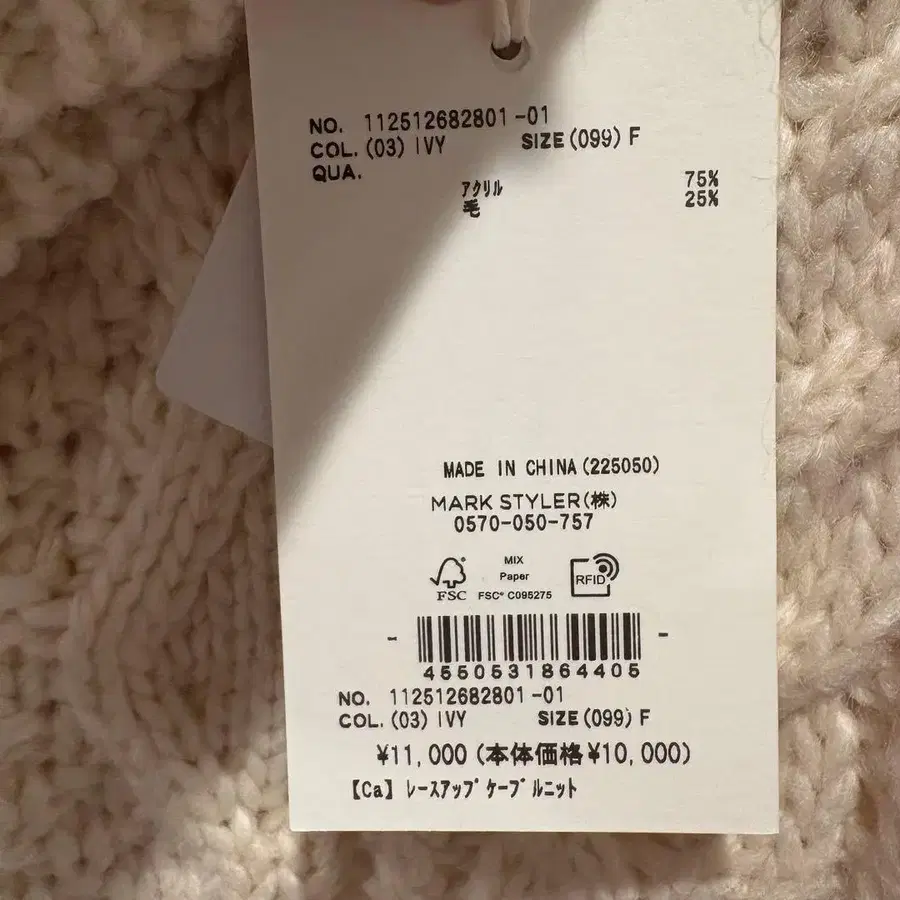 NO. 112512682801-01
COL.(03) IVY SIZE(099) F
QUA.
アクリル 75%
毛 25%
MADE IN CHINA(225050)
MARK STYLER(株)
0570-050-757
FSC
MIX
Paper
FSC® C095275
RFID
4550531864405
NO. 112512682801-01
COL.(03) IVY SIZE(099) F
¥11,000 (本体価格¥10,000)
【Ca】レースアップケーブルニット